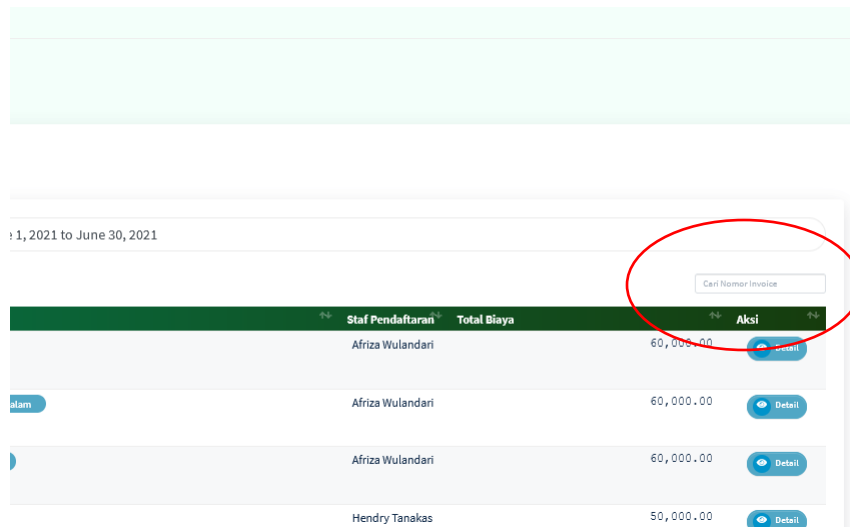 1, 2021 to June 30, 2021
Cari Nomor Invoice
Staf Pendaftaran Total Biaya Aksi
Afriza Wulandari 60,000.00 Detail
alam Afriza Wulandari 60,000.00 Detail
Afriza Wulandari 60,000.00 Detail
Hendry Tanakas 50,000.00 Detail